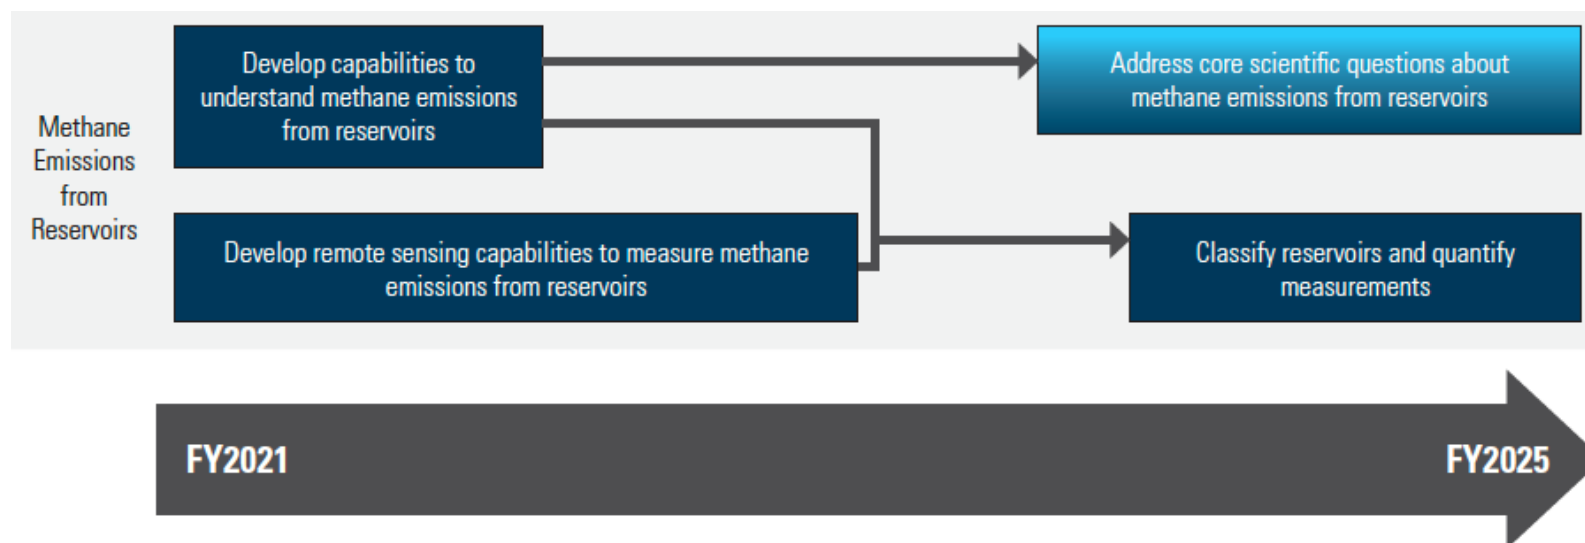 Methane
Emissions
from
Reservoirs
Develop capabilities to
understand methane emissions
from reservoirs
Address core scientific questions about
methane emissions from reservoirs
Develop remote sensing capabilities to measure methane
emissions from reservoirs
Classify reservoirs and quantify
measurements
FY2021
FY2025